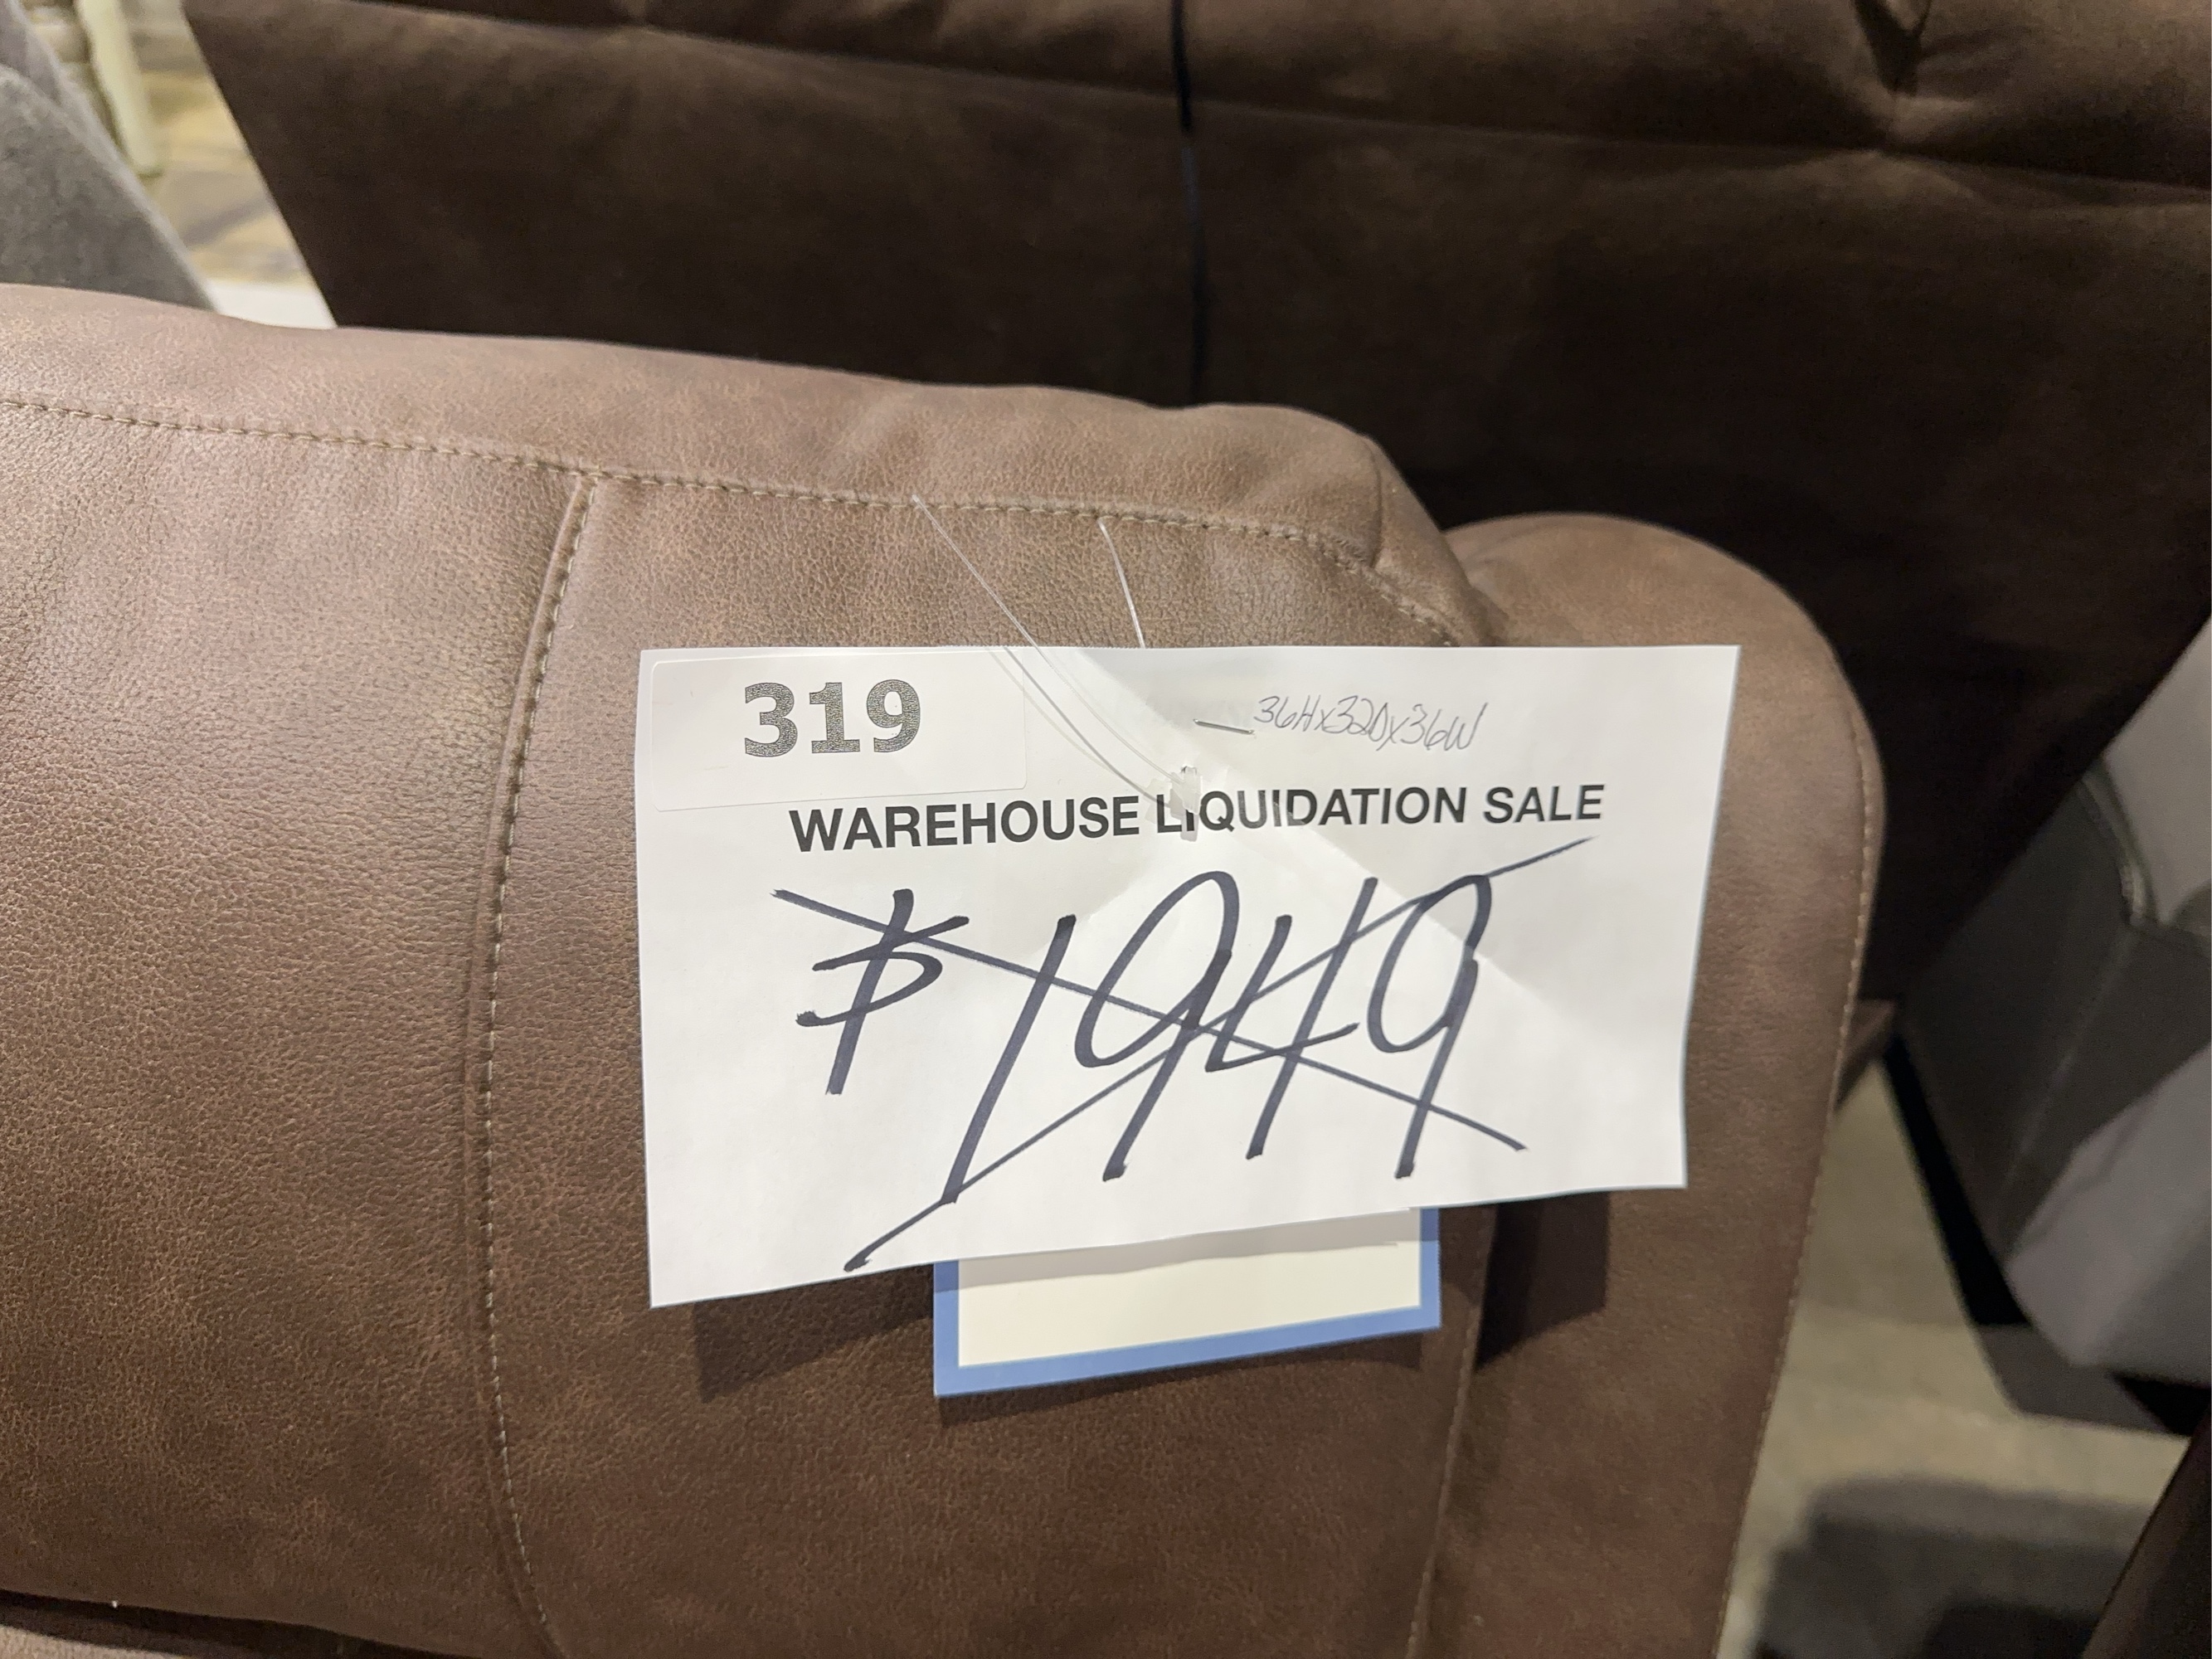 319
36Hx32Dx36W
WAREHOUSE LIQUIDATION SALE
$1949